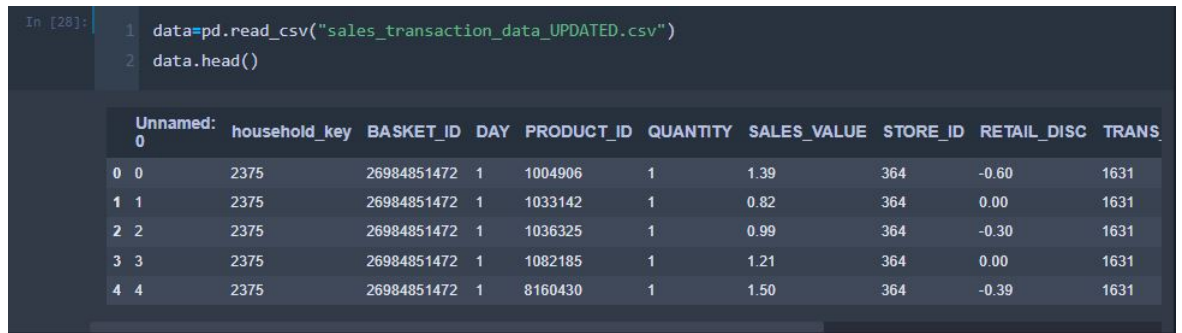 In [28]:
1 data=pd.read_csv("sales_transaction_data_UPDATED.csv")
2 data.head()
Unnamed: 0 household_key BASKET_ID DAY PRODUCT_ID QUANTITY SALES_VALUE STORE_ID RETAIL_DISC TRANS_
0 0 2375 26984851472 1 1004906 1 1.39 364 -0.60 1631
1 1 2375 26984851472 1 1033142 1 0.82 364 0.00 1631
2 2 2375 26984851472 1 1036325 1 0.99 364 -0.30 1631
3 3 2375 26984851472 1 1082185 1 1.21 364 0.00 1631
4 4 2375 26984851472 1 8160430 1 1.50 364 -0.39 1631